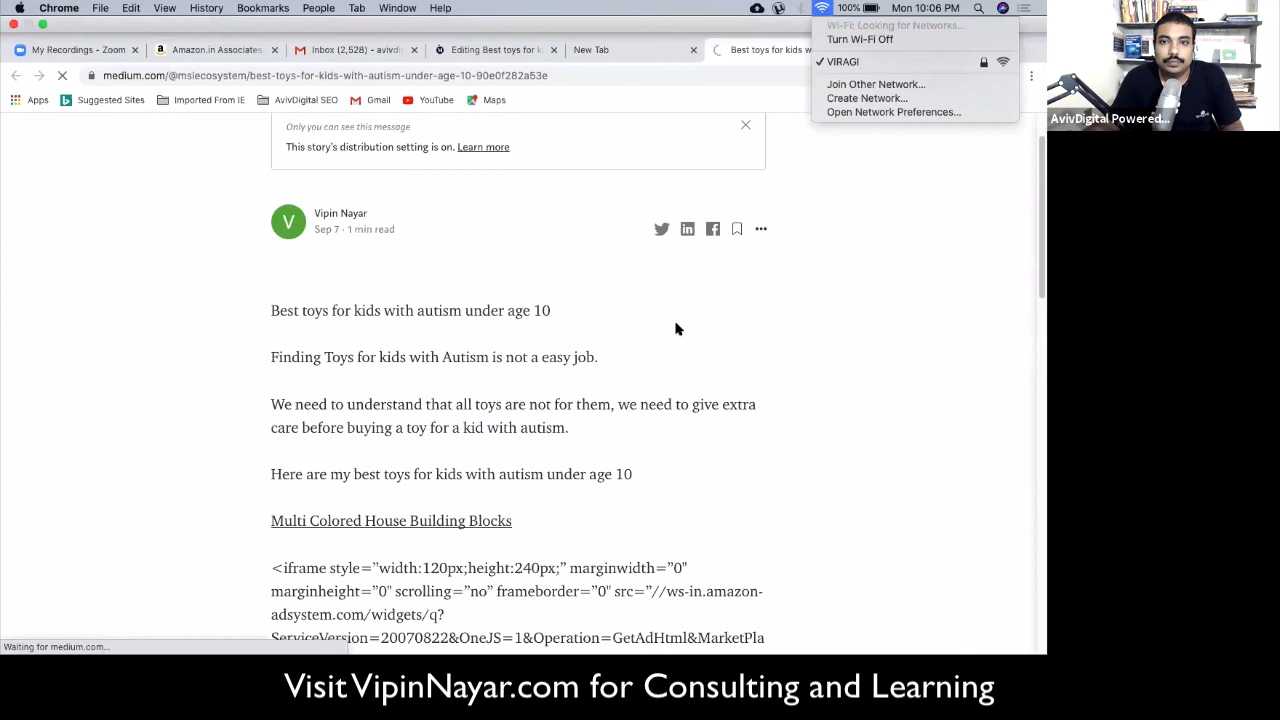 Chrome File Edit View History Bookmarks People Tab Window Help 100% Mon 10:06 PM
Wi-Fi: Looking for Networks...
Turn Wi-Fi Off
VIRAGI
Join Other Network...
Create Network...
Open Network Preferences...
My Recordings - Zoom Amazon.in Associates Inbox (2,528) - avivdi New Tab Best toys for kids w
medium.com/@msiecosystem/best-toys-for-kids-with-autism-under-age-10-90e0f282a53e
Apps Suggested Sites Imported From IE AvivDigital SEO Gmail YouTube Maps
AvivDigital Powered...
Only you can see this message
This story's distribution setting is on. Learn more
V
Vipin Nayar
Sep 7 · 1 min read
Best toys for kids with autism under age 10
Finding Toys for kids with Autism is not a easy job.
We need to understand that all toys are not for them, we need to give extra
care before buying a toy for a kid with autism.
Here are my best toys for kids with autism under age 10
Multi Colored House Building Blocks
<iframe style=”width:120px;height:240px;” marginwidth=”0"
marginheight=”0" scrolling=”no” frameborder=”0" src=”//ws-in.amazon-
adsystem.com/widgets/q?
ServiceVersion=20070822&OneJS=1&Operation=GetAdHtml&MarketPla
Waiting for medium.com...
Visit VipinNayar.com for Consulting and Learning